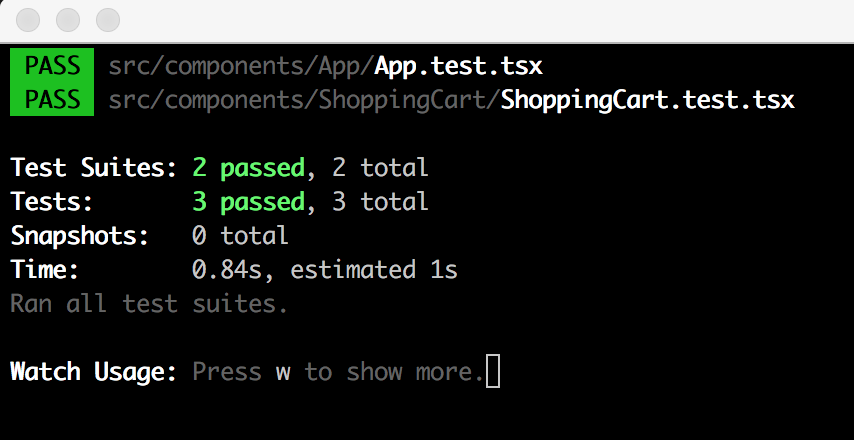 PASS src/components/App/App.test.tsx
PASS src/components/ShoppingCart/ShoppingCart.test.tsx
Test Suites: 2 passed, 2 total
Tests: 3 passed, 3 total
Snapshots: 0 total
Time: 0.84s, estimated 1s
Ran all test suites.
Watch Usage: Press w to show more.